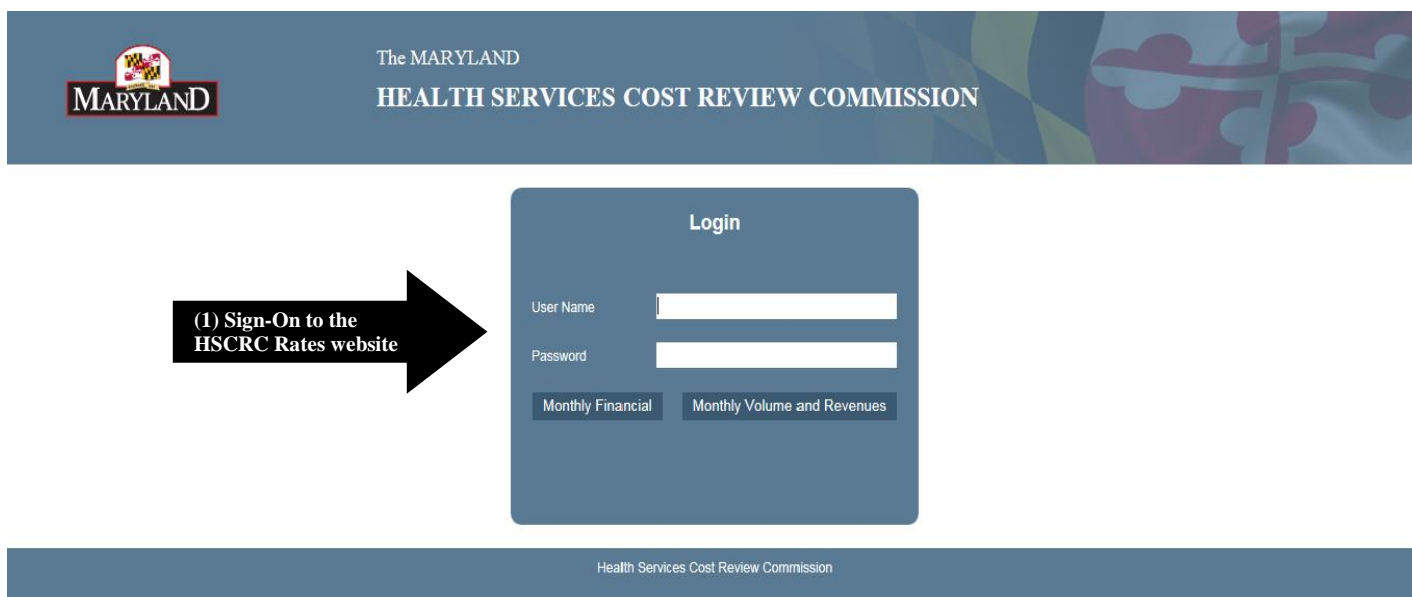 The MARYLAND
MARYLAND
HEALTH SERVICES COST REVIEW COMMISSION
Login
(1) Sign-On to the
HSCRC Rates website
User Name
Password
Monthly Financial
Monthly Volume and Revenues
Health Services Cost Review Commission